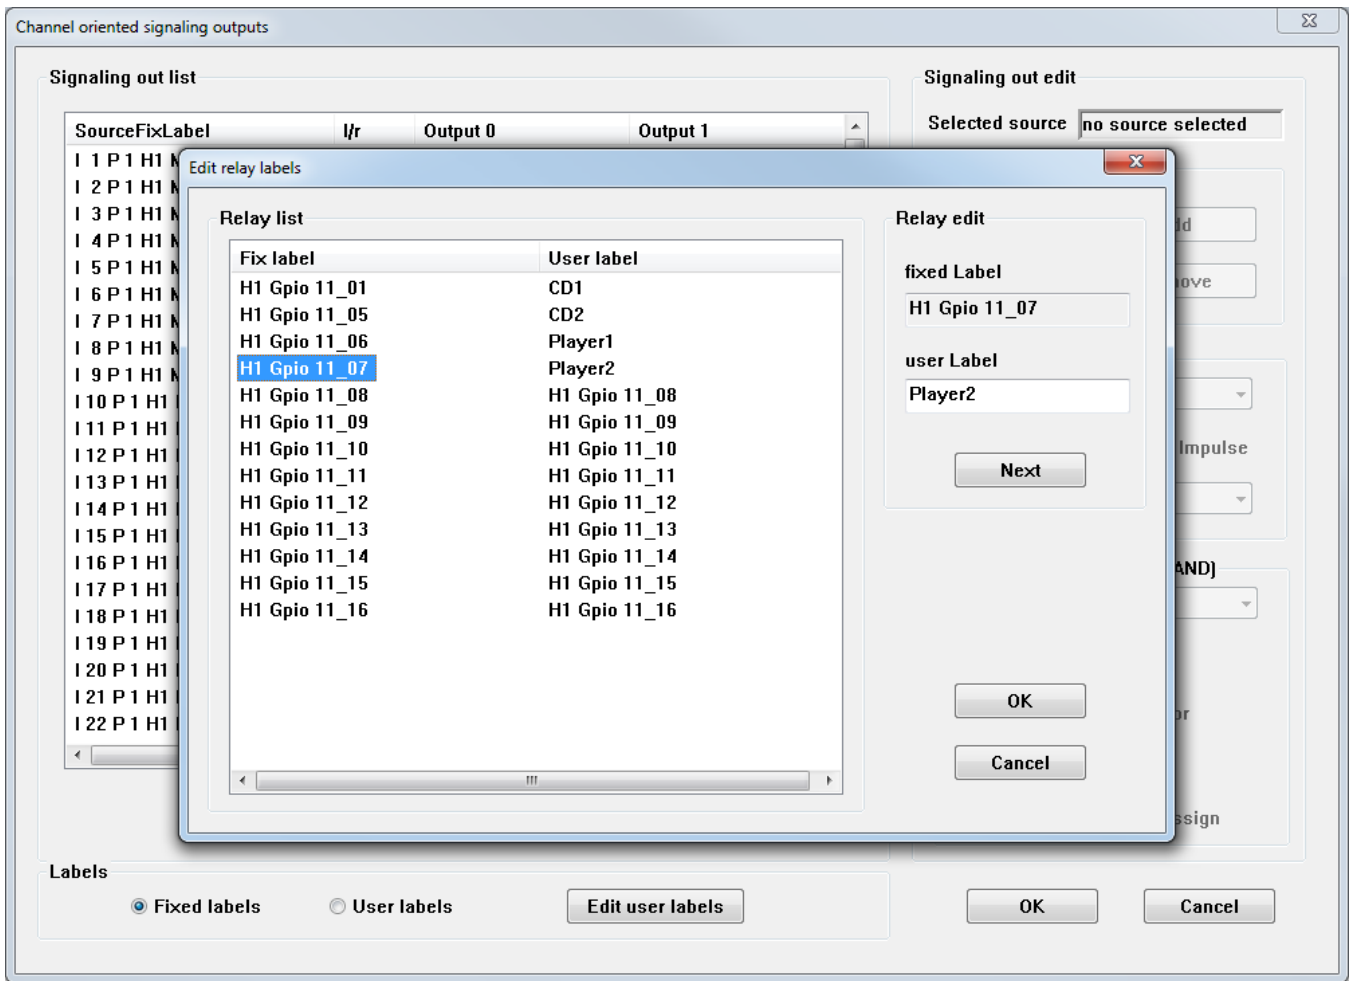 Channel oriented signaling outputs
Signaling out list
Signaling out edit
SourceFixLabel I/r Output 0 Output 1
Selected source no source selected
I 1 P 1 H1
I 2 P 1 H1
I 3 P 1 H1
I 4 P 1 H1
I 5 P 1 H1
I 6 P 1 H1
I 7 P 1 H1
I 8 P 1 H1
I 9 P 1 H1
I 10 P 1 H1
I 11 P 1 H1
I 12 P 1 H1
I 13 P 1 H1
I 14 P 1 H1
I 15 P 1 H1
I 16 P 1 H1
I 17 P 1 H1
I 18 P 1 H1
I 19 P 1 H1
I 20 P 1 H1
I 21 P 1 H1
I 22 P 1 H1
Edit relay labels
Relay list
Fix label User label
H1 Gpio 11_01 CD1
H1 Gpio 11_05 CD2
H1 Gpio 11_06 Player1
H1 Gpio 11_07 Player2
H1 Gpio 11_08 H1 Gpio 11_08
H1 Gpio 11_09 H1 Gpio 11_09
H1 Gpio 11_10 H1 Gpio 11_10
H1 Gpio 11_11 H1 Gpio 11_11
H1 Gpio 11_12 H1 Gpio 11_12
H1 Gpio 11_13 H1 Gpio 11_13
H1 Gpio 11_14 H1 Gpio 11_14
H1 Gpio 11_15 H1 Gpio 11_15
H1 Gpio 11_16 H1 Gpio 11_16
Relay edit
fixed Label
H1 Gpio 11_07
user Label
Player2
Next
OK
Cancel
Impulse
AND)
Labels
Fixed labels User labels Edit user labels
OK Cancel